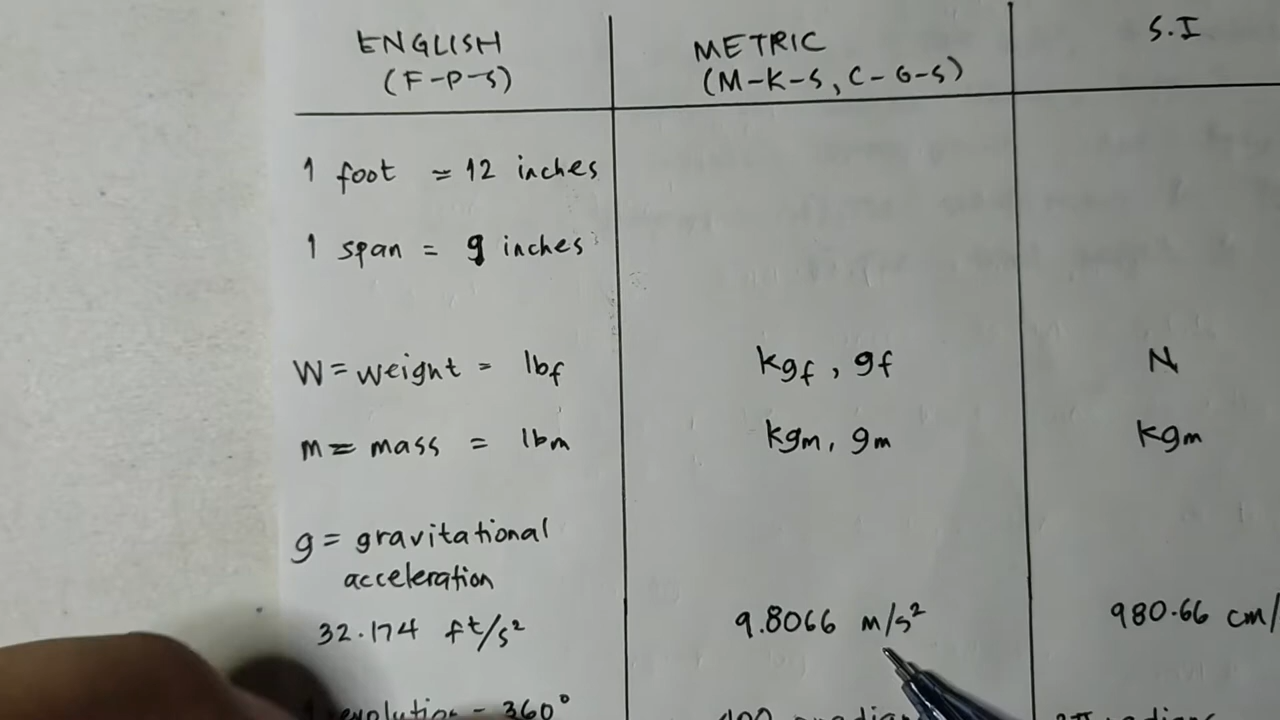 ENGLISH
(F-P-S)
METRIC
(M-K-S, C-G-S)
S.I
1 foot = 12 inches
1 span = 9 inches
W = weight = lbf
kgf, gf
N
m = mass = lbm
kgm, gm
kgm
g = gravitational
acceleration
32.174 ft/s²
9.8066 m/s²
980.66 cm/
= 360°